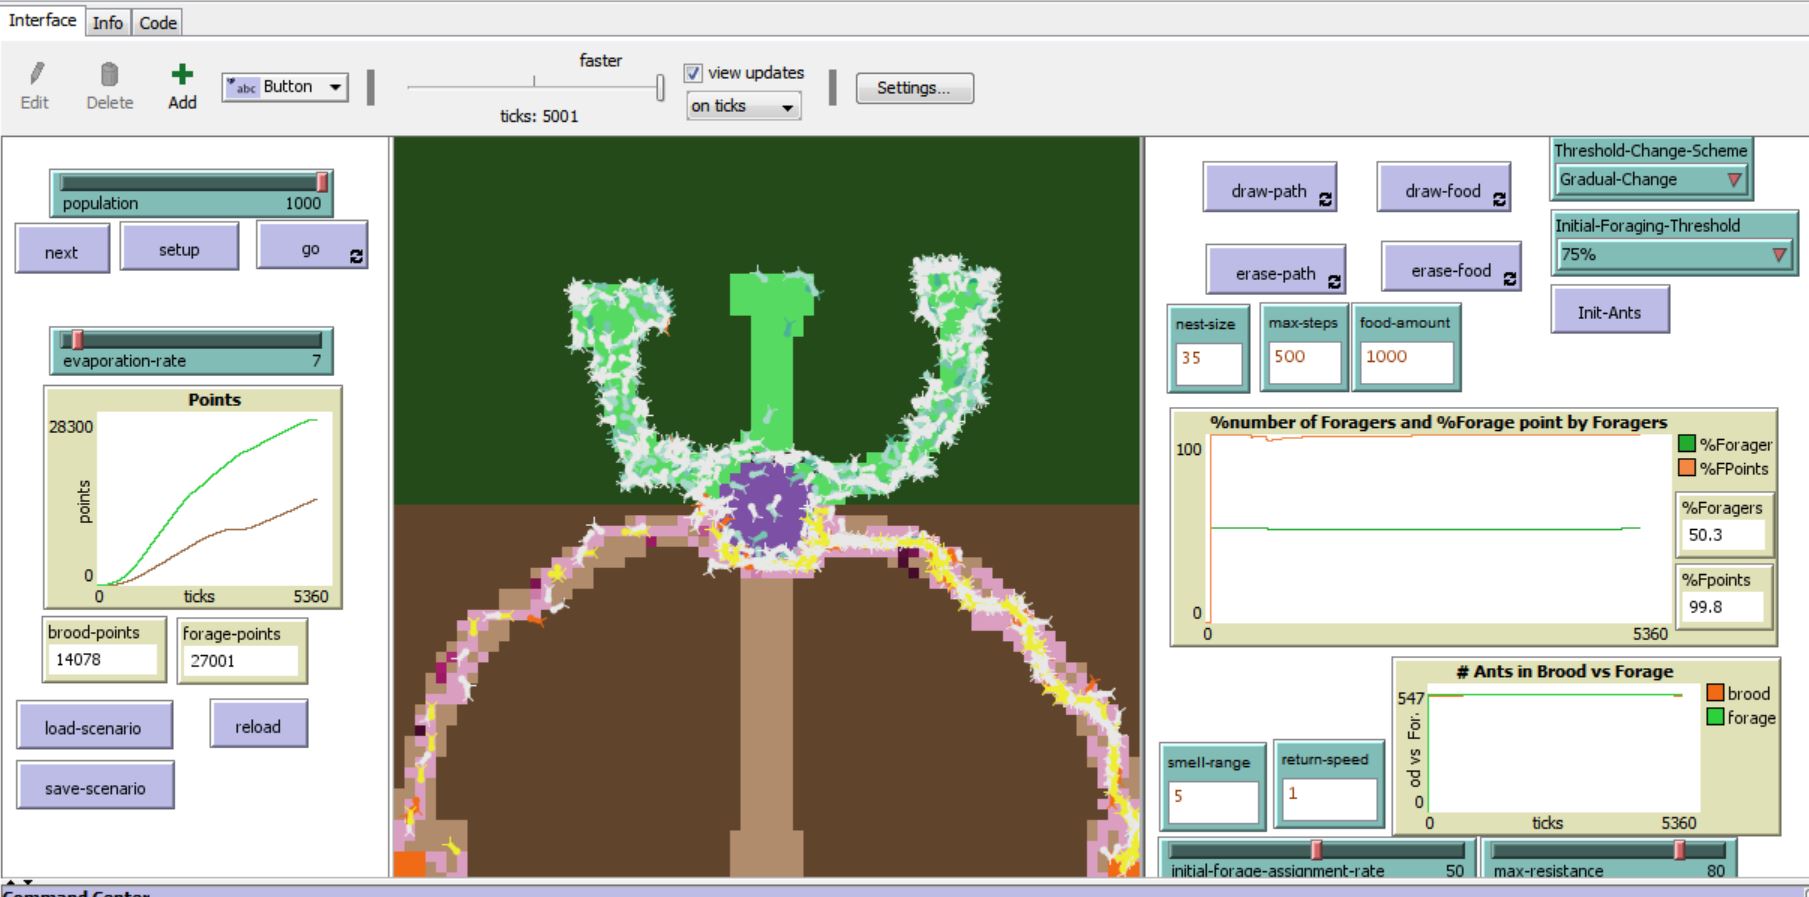 Interface Info Code
Edit Delete Add abc Button faster view updates
ticks: 5001 on ticks Settings...
population 1000
next setup go
evaporation-rate 7
Points
28300
points
0
0 ticks 5360
brood-points forage-points
14078 27001
load-scenario reload
save-scenario
draw-path draw-food
erase-path erase-food
Threshold-Change-Scheme
Gradual-Change
Initial-Foraging-Threshold
75%
Init-Ants
nest-size max-steps food-amount
35 500 1000
%number of Foragers and %Forage point by Foragers
100
0
0 5360
%Forager
%FPoints
%Foragers
50.3
%Fpoints
99.8
smell-range return-speed
5 1
# Ants in Brood vs Forage
547
od vs For.
0
0 ticks 5360
brood
forage
initial-forage-assignment-rate 50 max-resistance 80
Command Center